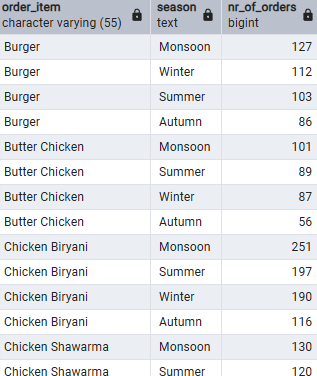 order_item season nr_of_orders
character varying (55) text bigint
Burger Monsoon 127
Burger Winter 112
Burger Summer 103
Burger Autumn 86
Butter Chicken Monsoon 101
Butter Chicken Summer 89
Butter Chicken Winter 87
Butter Chicken Autumn 56
Chicken Biryani Monsoon 251
Chicken Biryani Summer 197
Chicken Biryani Winter 190
Chicken Biryani Autumn 116
Chicken Shawarma Monsoon 130
Chicken Shawarma Summer 120